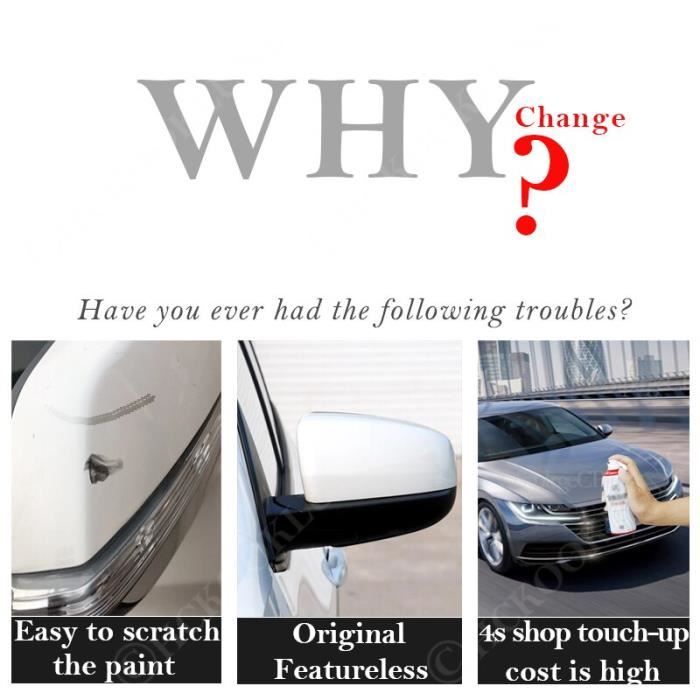 WHY
Change
?
Have you ever had the following troubles?
Easy to scratch
the paint
Original
Featureless
4s shop touch-up
cost is high